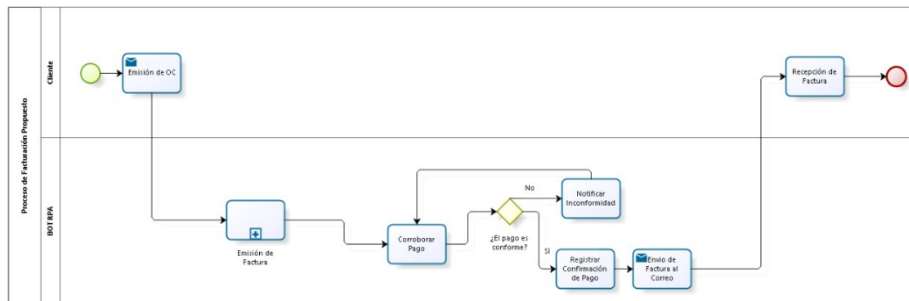 Proceso de Facturación Propuesto
Cliente
Emisión de OC
Recepción de
Factura
BOT RPA
Emisión de
Factura
Corroborar
Pago
¿El pago es
conforme?
No
Notificar
Inconformidad
Si
Registrar
Confirmación
de Pago
Envio de
Factura al
Correo